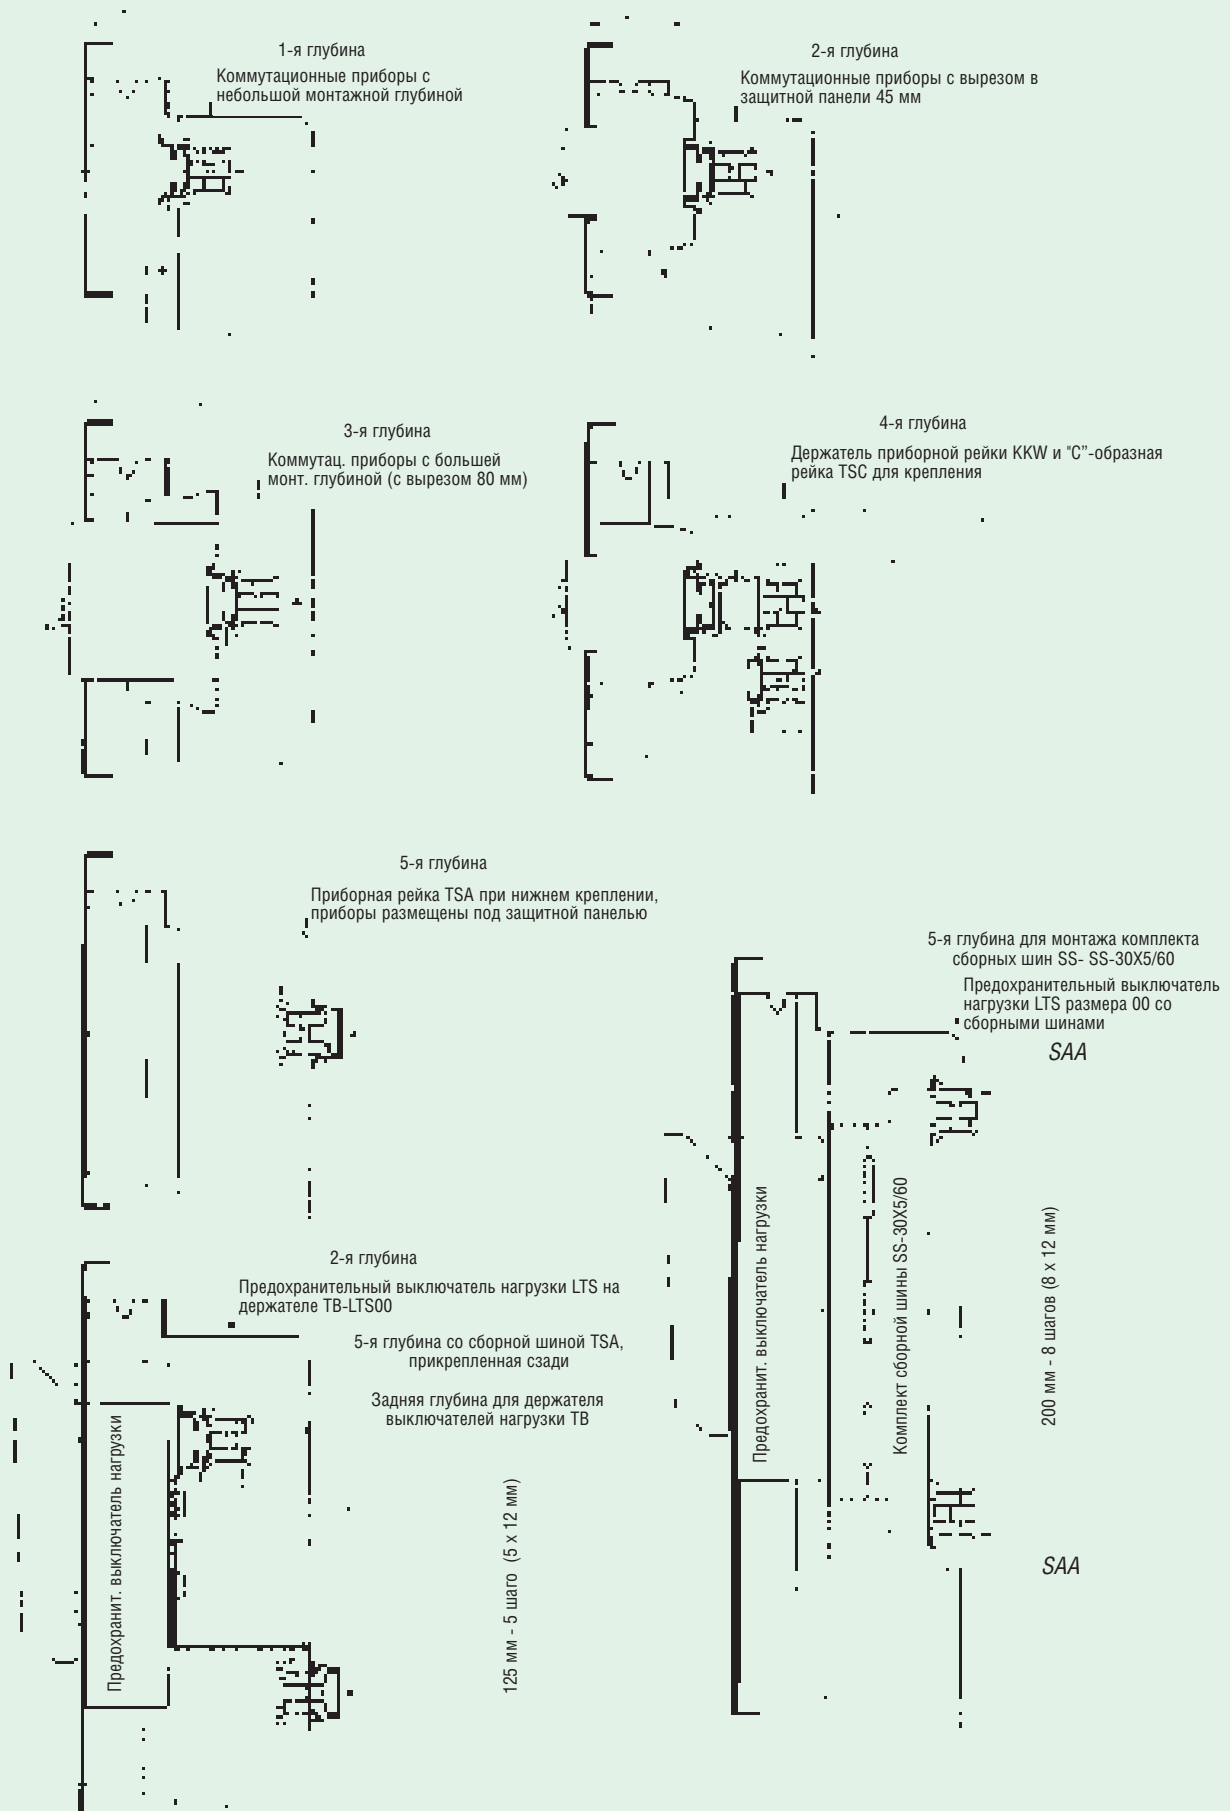 1-я глубина
Коммутационные приборы с
небольшой монтажной глубиной
2-я глубина
Коммутационные приборы с вырезом в
защитной панели 45 мм
3-я глубина
Коммутац. приборы с большей
монт. глубиной (с вырезом 80 мм)
4-я глубина
Держатель приборной рейки KKW и "C”-образная
рейка TSC для крепления
5-я глубина
Приборная рейка TSA при нижнем креплении,
приборы размещены под защитной панелью
5-я глубина для монтажа комплекта
сборных шин SS- SS-30X5/60
Предохранительный выключатель
нагрузки LTS размера 00 со
сборными шинами
SAA
Предохранит. выключатель нагрузки
Комплект сборной шины SS-30X5/60
200 мм - 8 шагов (8 x 12 мм)
SAA
2-я глубина
Предохранительный выключатель нагрузки LTS на
держателе TB-LTS00
5-я глубина со сборной шиной TSA,
прикрепленная сзади
Задняя глубина для держателя
выключателей нагрузки ТВ
Предохранит. выключатель нагрузки
125 мм - 5 шаго (5 x 12 мм)